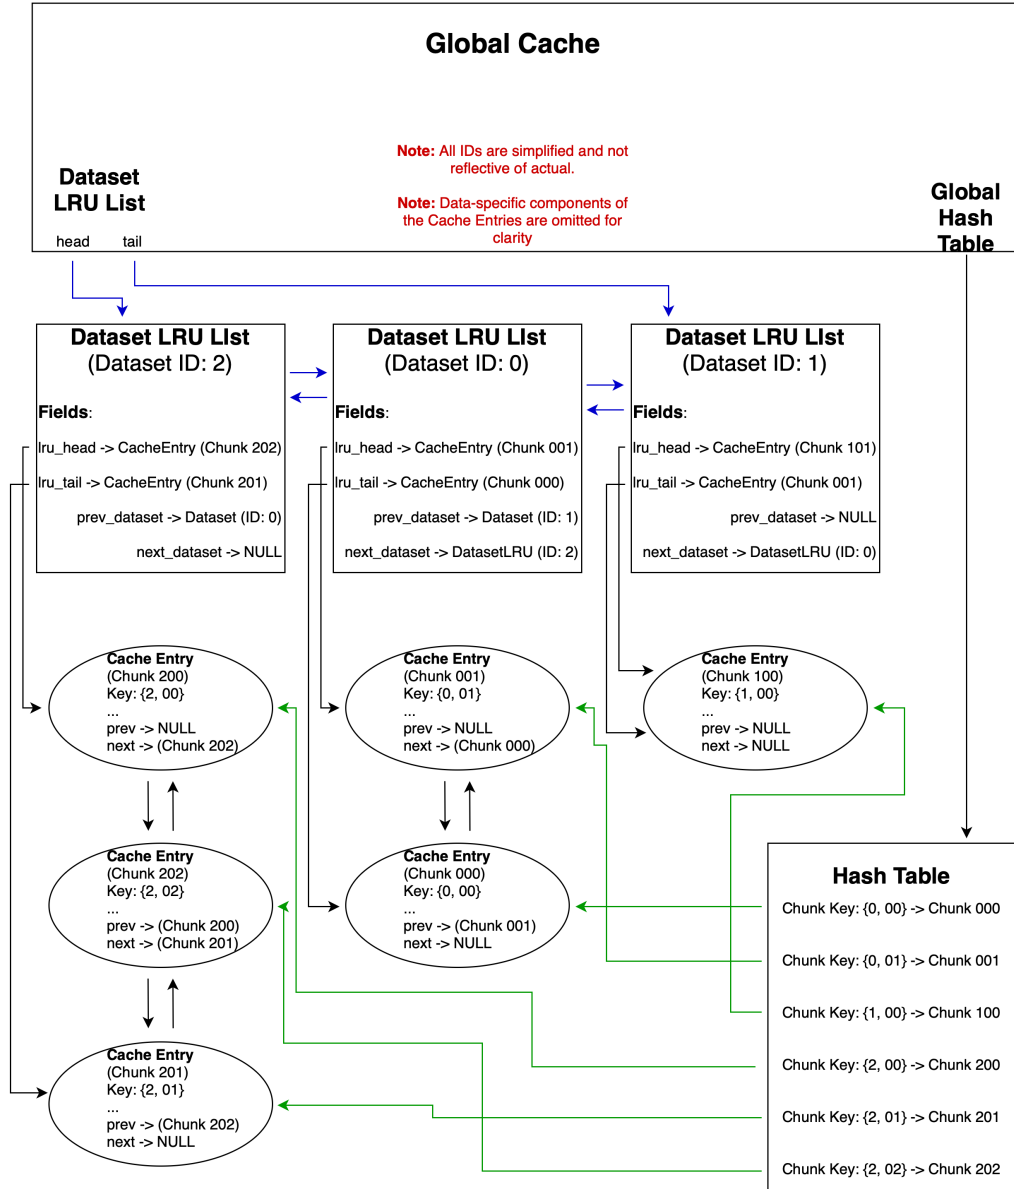 Global Cache
Note: All IDs are simplified and not
reflective of actual.
Note: Data-specific components of
the Cache Entries are omitted for
clarity
Dataset
LRU List
head
tail
Global
Hash
Table
Dataset LRU LIst
(Dataset ID: 2)
Fields:
lru_head -> CacheEntry (Chunk 202)
lru_tail -> CacheEntry (Chunk 201)
prev_dataset -> Dataset (ID: 0)
next_dataset -> NULL
Dataset LRU LIst
(Dataset ID: 0)
Fields:
lru_head -> CacheEntry (Chunk 001)
lru_tail -> CacheEntry (Chunk 000)
prev_dataset -> Dataset (ID: 1)
next_dataset -> DatasetLRU (ID: 2)
Dataset LRU LIst
(Dataset ID: 1)
Fields:
lru_head -> CacheEntry (Chunk 101)
lru_tail -> CacheEntry (Chunk 001)
prev_dataset -> NULL
next_dataset -> DatasetLRU (ID: 0)
Cache Entry
(Chunk 200)
Key: {2, 00}
...
prev -> NULL
next -> (Chunk 202)
Cache Entry
(Chunk 001)
Key: {0, 01}
...
prev -> NULL
next -> (Chunk 000)
Cache Entry
(Chunk 100)
Key: {1, 00}
...
prev -> NULL
next -> NULL
Cache Entry
(Chunk 202)
Key: {2, 02}
...
prev -> (Chunk 200)
next -> (Chunk 201)
Cache Entry
(Chunk 000)
Key: {0, 00}
...
prev -> (Chunk 001)
next -> NULL
Cache Entry
(Chunk 201)
Key: {2, 01}
...
prev -> (Chunk 202)
next -> NULL
Hash Table
Chunk Key: {0, 00} -> Chunk 000
Chunk Key: {0, 01} -> Chunk 001
Chunk Key: {1, 00} -> Chunk 100
Chunk Key: {2, 00} -> Chunk 200
Chunk Key: {2, 01} -> Chunk 201
Chunk Key: {2, 02} -> Chunk 202